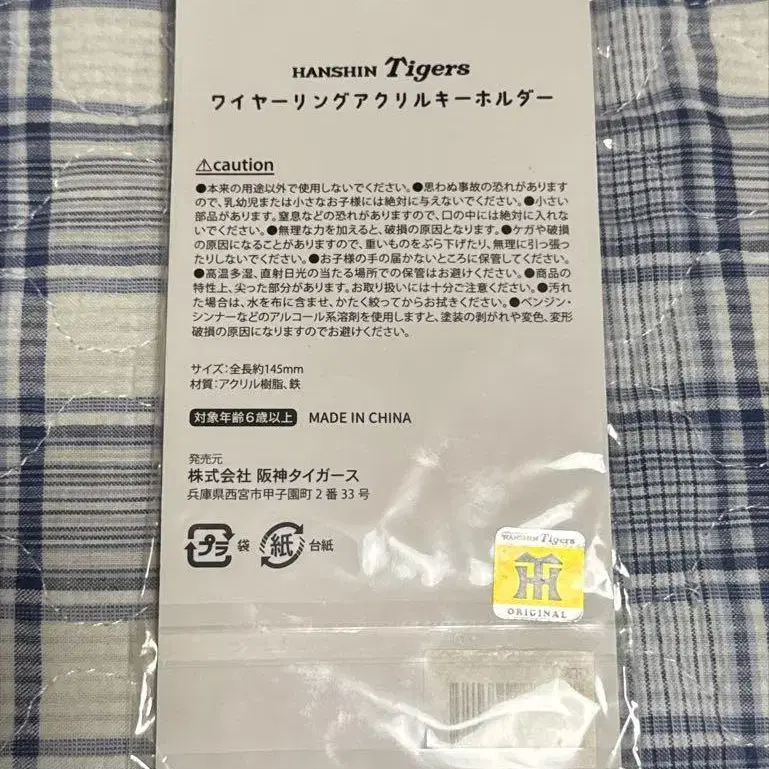 HANSHIN Tigers
ワイヤーリングアクリルキーホルダー
⚠caution
●本来の用途以外で使用しないでください。●思わぬ事故の恐れがあります
ので、乳幼児または小さなお子様には絶対に与えないでください。●小さい
部品があります。窒息などの恐れがありますので、口の中には絶対に入れな
いでください。●無理な力を加えると、破損の原因となります。●ケガや破損
の原因になることがありますので、重いものをぶら下げたり、無理に引っ張っ
たりしないでください。●お子様の手の届かないところに保管してください。
●高温多湿、直射日光の当たる場所での保管はお避けください。●商品の
特性上、尖った部分があります。お取り扱いには十分ご注意ください。●汚れ
た場合は、水を布に含ませ、かたく絞ってからお拭きください。●ベンジン・
シンナーなどのアルコール系溶剤を使用しますと、塗装の剥がれや変色、変形
破損の原因になりますのでお避けください。
サイズ:全長約145mm
材質:アクリル樹脂、鉄
対象年齢6歳以上 MADE IN CHINA
発売元
株式会社 阪神タイガース
兵庫県西宮市甲子園町2番33号
プラ 袋 紙 台紙
HANSHIN Tigers
HT
ORIGINAL